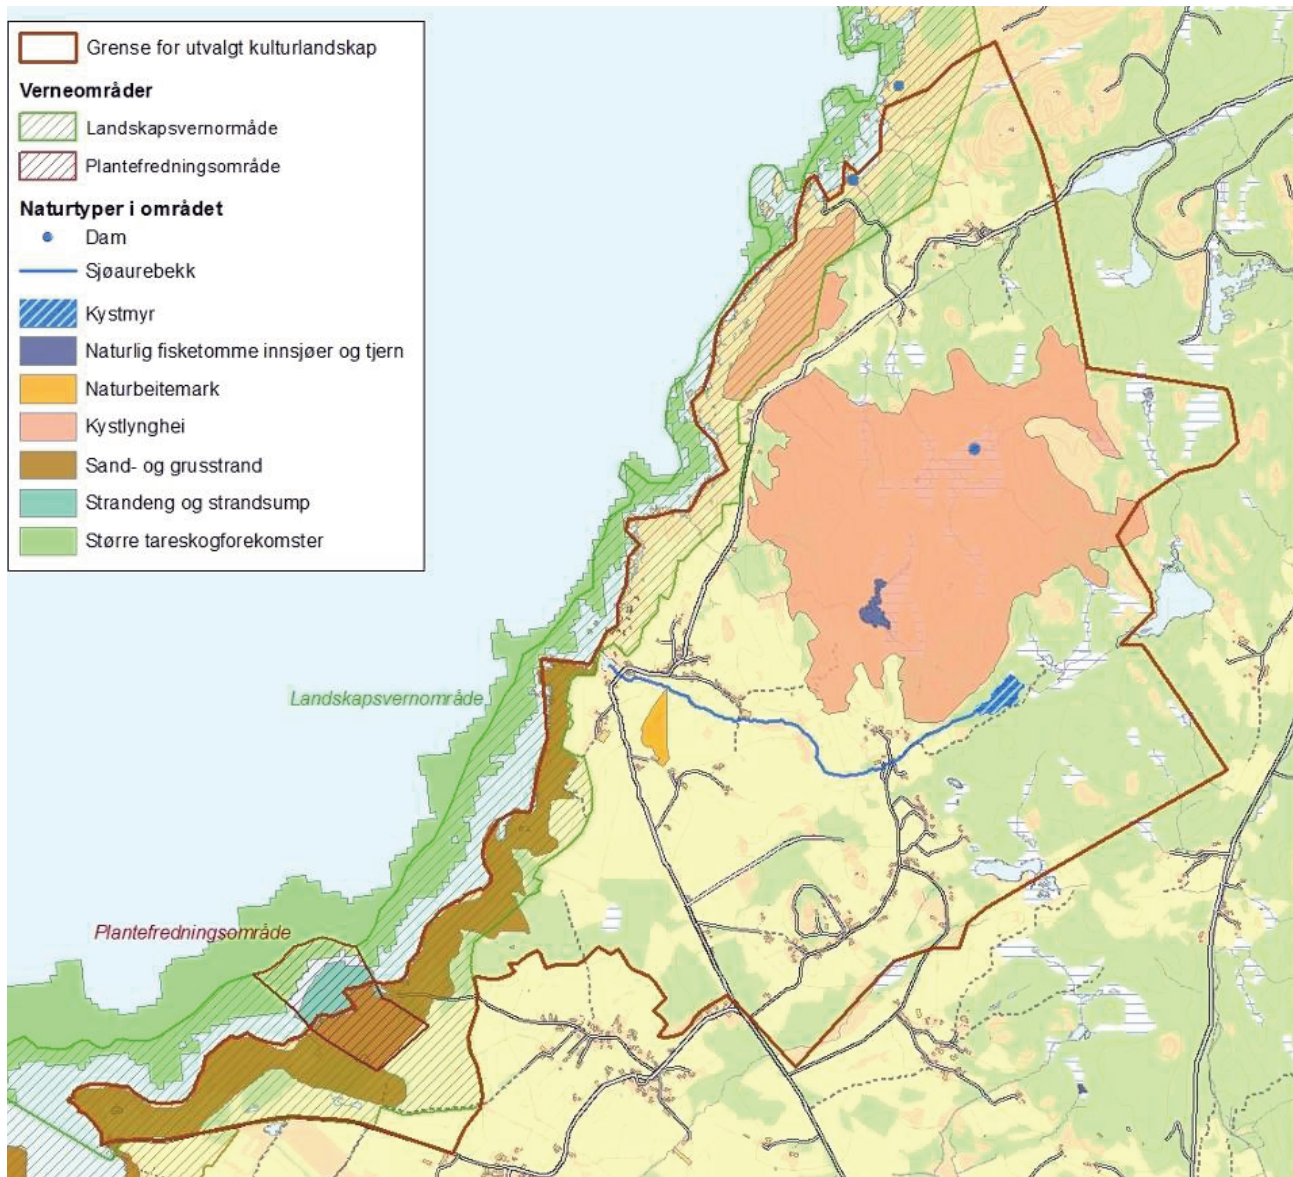 Grense for utvalgt kulturlandskap
Verneområder
Landskapsvernormåde
Plantefredningsområde
Naturtyper i området
Dam
Sjøaurebekk
Kystmyr
Naturlig fisketomme innsjøer og tjern
Naturbeitemark
Kystlynghei
Sand- og grusstrand
Strandeng og strandsump
Større tareskogforekomster
Landskapsvernområde
Plantefredningsområde